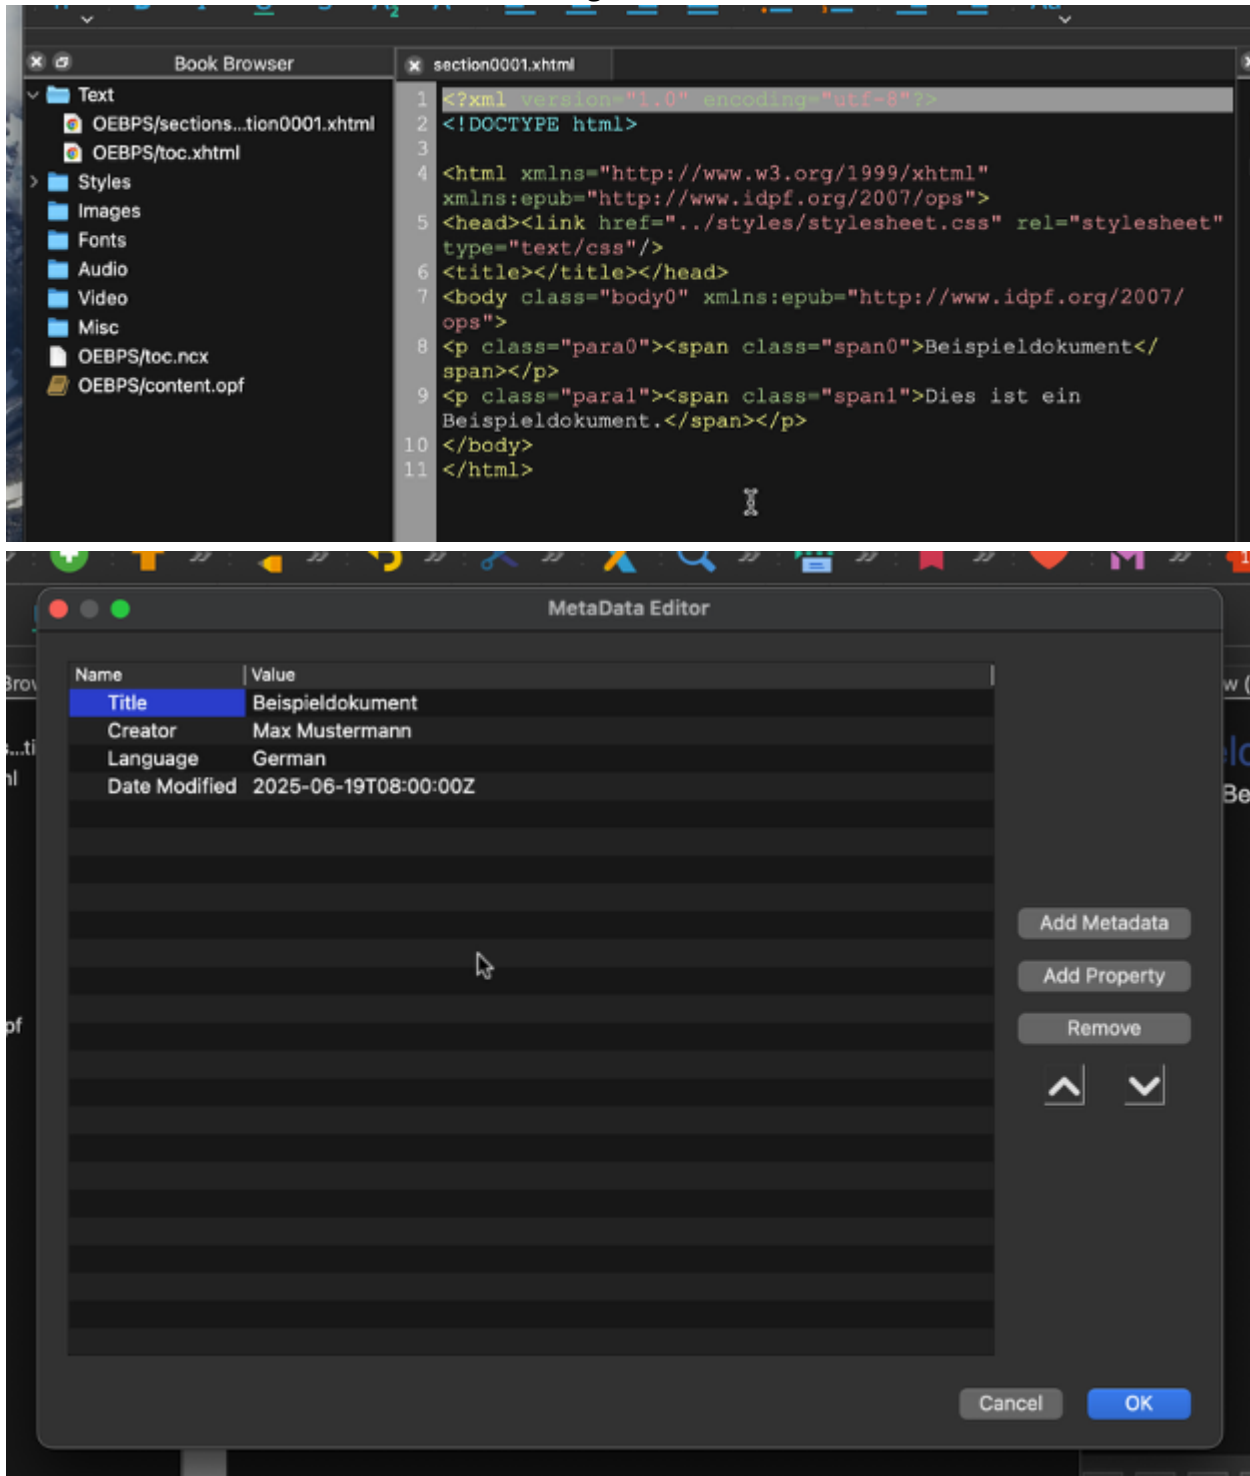 Book Browser
section0001.xhtml
Text
OEBPS/sections...tion0001.xhtml
OEBPS/toc.xhtml
Styles
Images
Fonts
Audio
Video
Misc
OEBPS/toc.ncx
OEBPS/content.opf
1 <?xml version="1.0" encoding="utf-8"?>
2 <!DOCTYPE html>
3
4 <html xmlns="http://www.w3.org/1999/xhtml"
xmlns:epub="http://www.idpf.org/2007/ops">
5 <head><link href="../styles/stylesheet.css" rel="stylesheet"
type="text/css"/>
6 <title></title></head>
7 <body class="body0" xmlns:epub="http://www.idpf.org/2007/
ops">
8 <p class="para0"><span class="span0">Beispieldokument</
span></p>
9 <p class="para1"><span class="span1">Dies ist ein
Beispieldokument.</span></p>
10 </body>
11 </html>
MetaData Editor
Name Value
Title Beispieldokument
Creator Max Mustermann
Language German
Date Modified 2025-06-19T08:00:00Z
Add Metadata
Add Property
Remove
Cancel OK